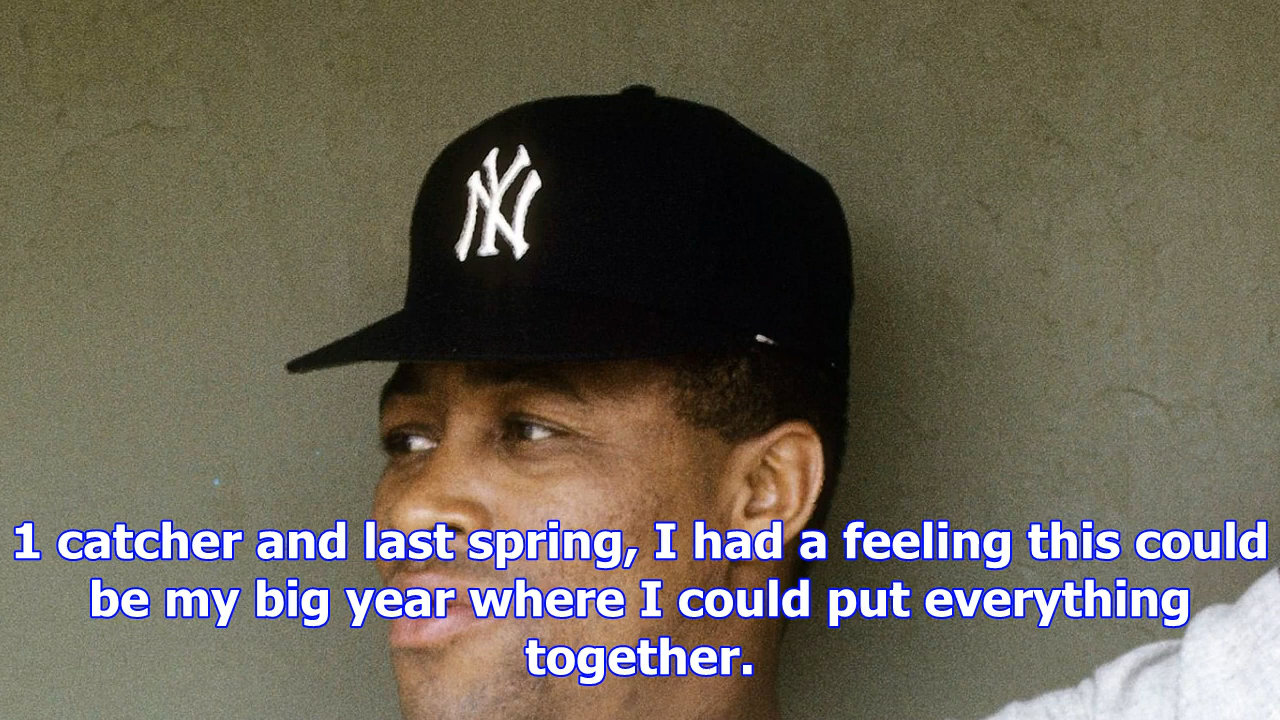 NY
1 catcher and last spring, I had a feeling this could
be my big year where I could put everything
together.